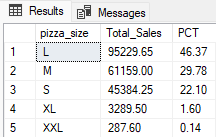 Results Messages
pizza_size Total_Sales PCT
1 L 95229.65 46.37
2 M 61159.00 29.78
3 S 45384.25 22.10
4 XL 3289.50 1.60
5 XXL 287.60 0.14